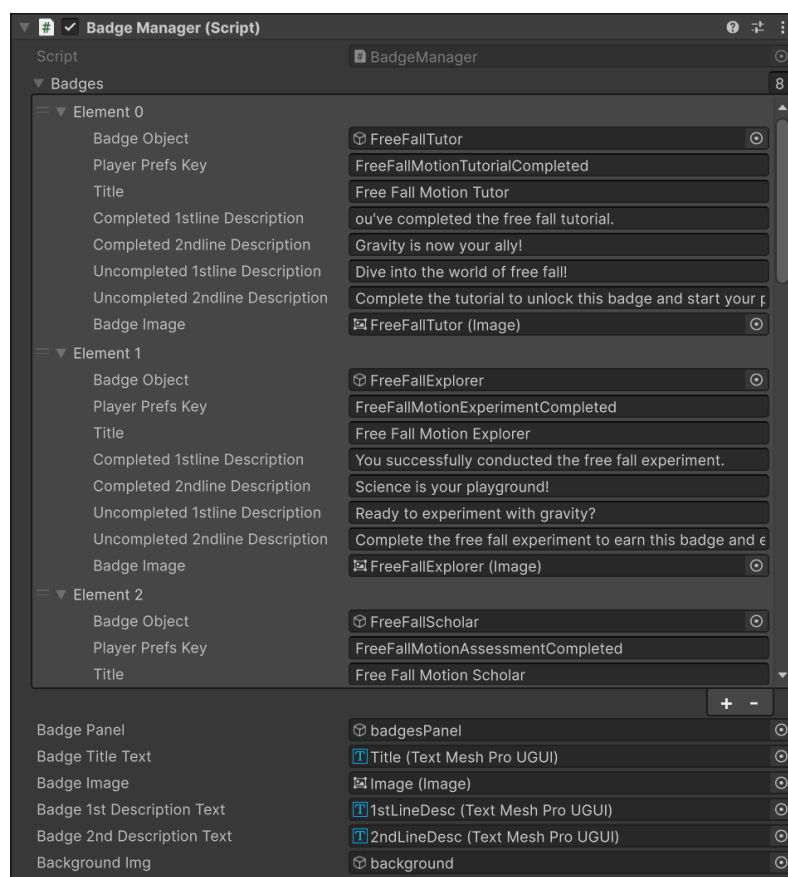 Badge Manager (Script)
Script BadgeManager
Badges 8
Element 0
Badge Object FreeFallTutor
Player Prefs Key FreeFallMotionTutorialCompleted
Title Free Fall Motion Tutor
Completed 1stline Description ou've completed the free fall tutorial.
Completed 2ndline Description Gravity is now your ally!
Uncompleted 1stline Description Dive into the world of free fall!
Uncompleted 2ndline Description Complete the tutorial to unlock this badge and start your p
Badge Image FreeFallTutor (Image)
Element 1
Badge Object FreeFallExplorer
Player Prefs Key FreeFallMotionExperimentCompleted
Title Free Fall Motion Explorer
Completed 1stline Description You successfully conducted the free fall experiment.
Completed 2ndline Description Science is your playground!
Uncompleted 1stline Description Ready to experiment with gravity?
Uncompleted 2ndline Description Complete the free fall experiment to earn this badge and e
Badge Image FreeFallExplorer (Image)
Element 2
Badge Object FreeFallScholar
Player Prefs Key FreeFallMotionAssessmentCompleted
Title Free Fall Motion Scholar
+ -
Badge Panel badgesPanel
Badge Title Text Title (Text Mesh Pro UGUI)
Badge Image Image (Image)
Badge 1st Description Text 1stLineDesc (Text Mesh Pro UGUI)
Badge 2nd Description Text 2ndLineDesc (Text Mesh Pro UGUI)
Background Img background